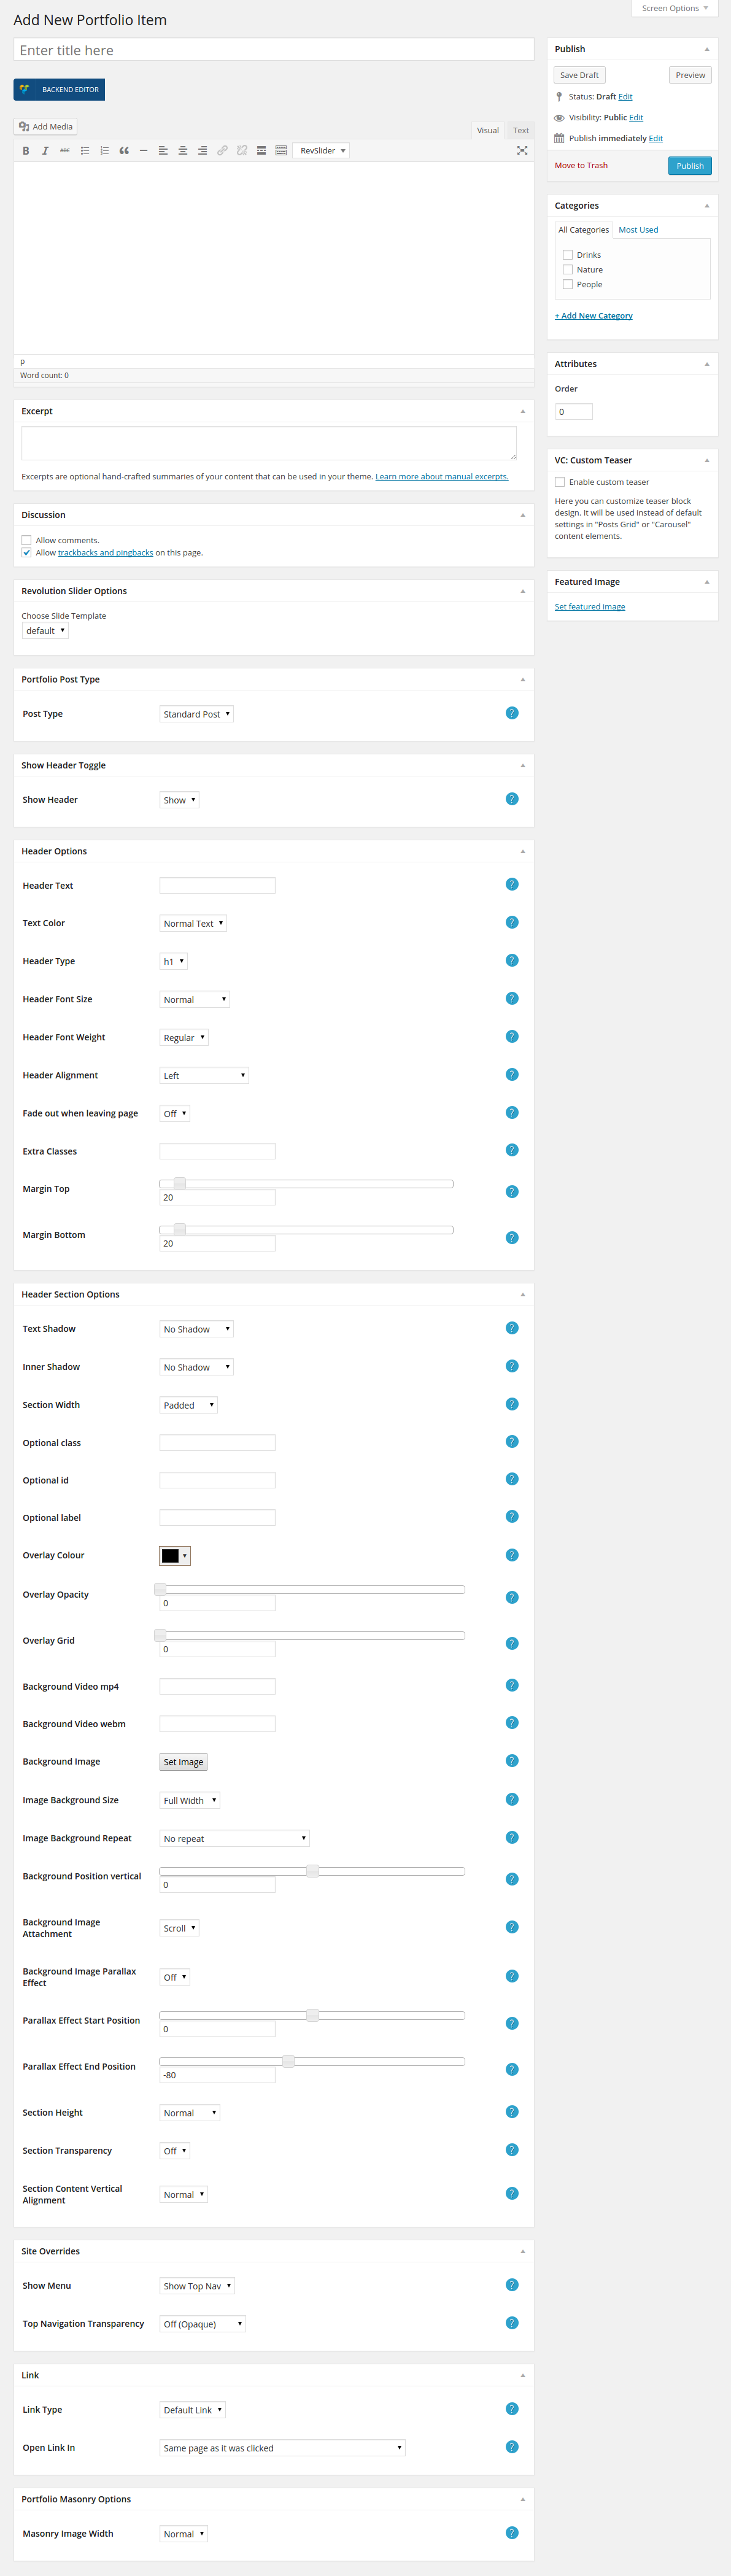 Screen Options
Add New Portfolio Item
Enter title here
BACKEND EDITOR
Add Media
Visual Text
B I ABC RevSlider
p
Word count: 0
Excerpt
Excerpts are optional hand-crafted summaries of your content that can be used in your theme. Learn more about manual excerpts.
Discussion
Allow comments.
Allow trackbacks and pingbacks on this page.
Revolution Slider Options
Choose Slide Template
default
Portfolio Post Type
Post Type Standard Post ?
Show Header Toggle
Show Header Show ?
Header Options
Header Text ?
Text Color Normal Text ?
Header Type h1 ?
Header Font Size Normal ?
Header Font Weight Regular ?
Header Alignment Left ?
Fade out when leaving page Off ?
Extra Classes ?
Margin Top 20 ?
Margin Bottom 20 ?
Header Section Options
Text Shadow No Shadow ?
Inner Shadow No Shadow ?
Section Width Padded ?
Optional class ?
Optional id ?
Optional label ?
Overlay Colour ?
Overlay Opacity 0 ?
Overlay Grid 0 ?
Background Video mp4 ?
Background Video webm ?
Background Image Set Image ?
Image Background Size Full Width ?
Image Background Repeat No repeat ?
Background Position vertical 0 ?
Background Image
Attachment Scroll ?
Background Image Parallax
Effect Off ?
Parallax Effect Start Position 0 ?
Parallax Effect End Position -80 ?
Section Height Normal ?
Section Transparency Off ?
Section Content Vertical
Alignment Normal ?
Site Overrides
Show Menu Show Top Nav ?
Top Navigation Transparency Off (Opaque) ?
Link
Link Type Default Link ?
Open Link In Same page as it was clicked ?
Portfolio Masonry Options
Masonry Image Width Normal ?
Publish
Save Draft Preview
Status: Draft Edit
Visibility: Public Edit
Publish immediately Edit
Move to Trash Publish
Categories
All Categories Most Used
Drinks
Nature
People
+ Add New Category
Attributes
Order
0
VC: Custom Teaser
Enable custom teaser
Here you can customize teaser block
design. It will be used instead of default
settings in "Posts Grid" or "Carousel"
content elements.
Featured Image
Set featured image